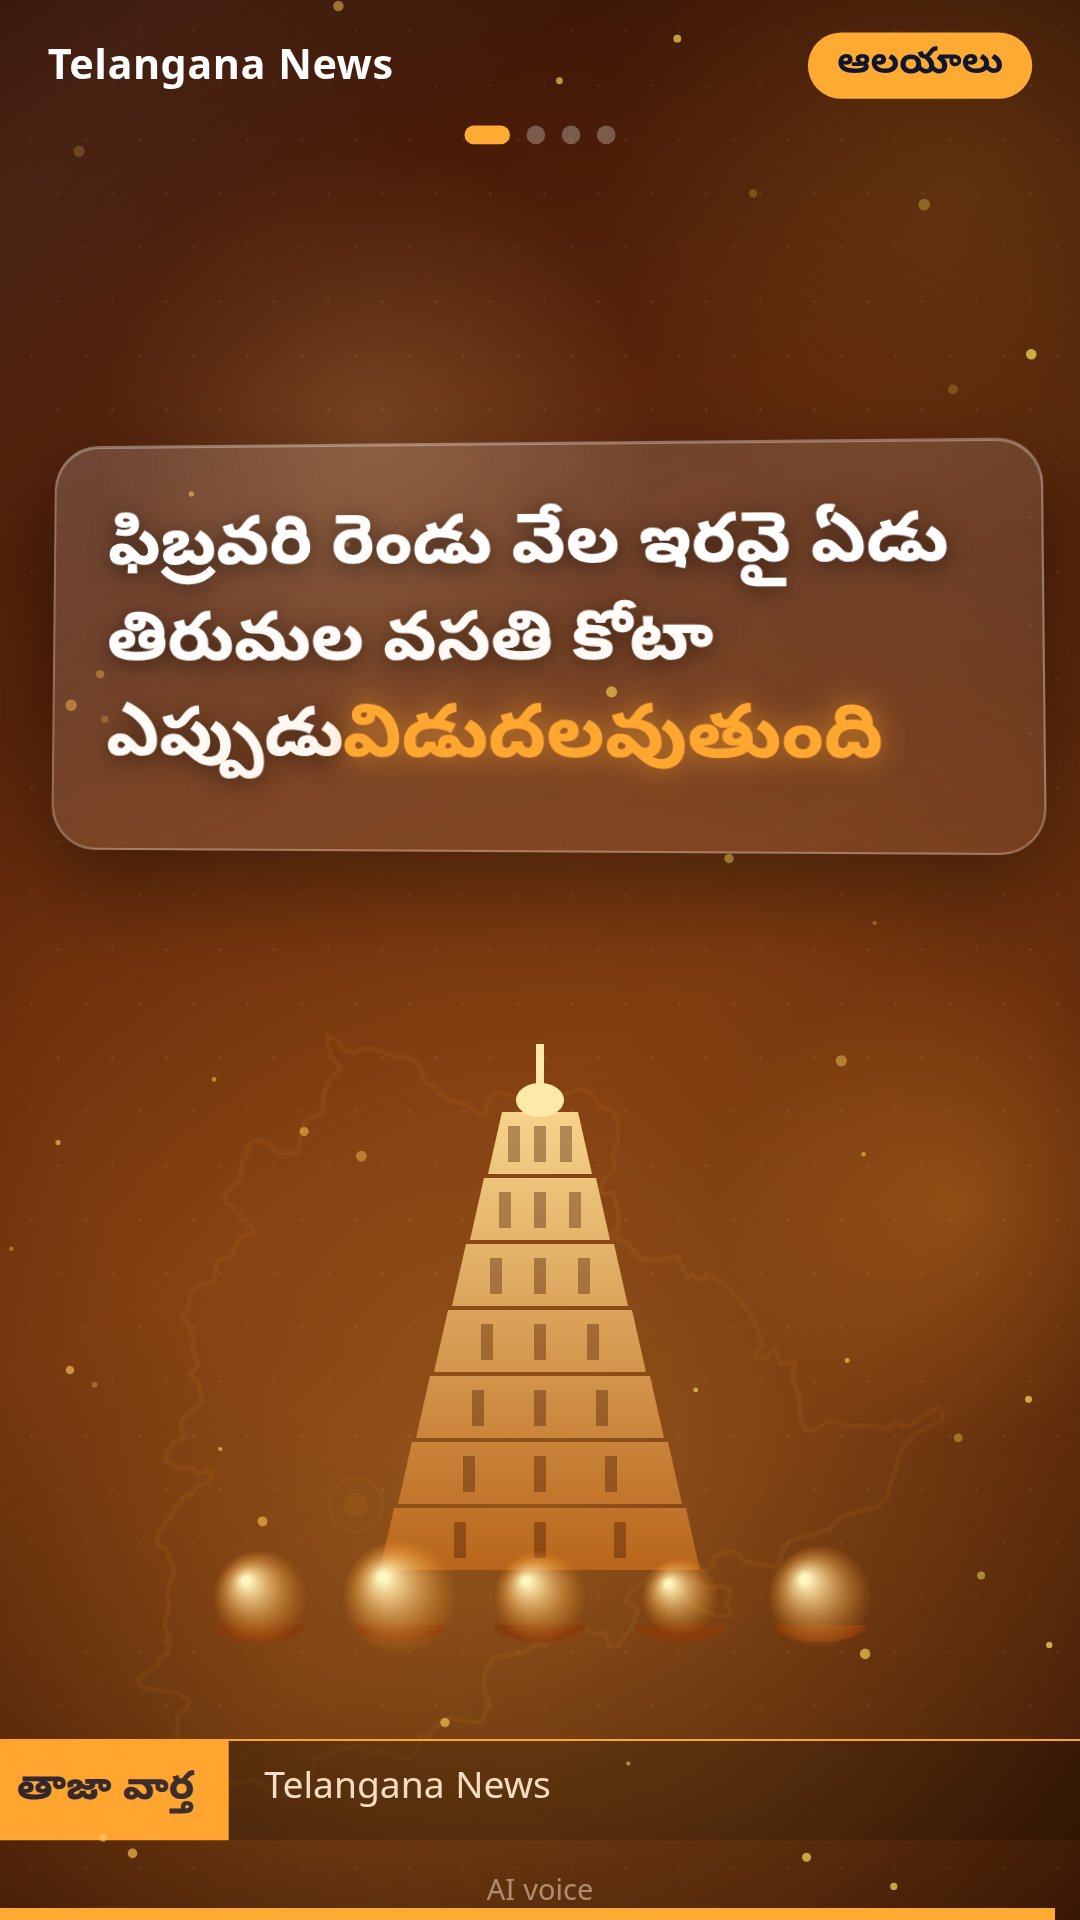 Telangana News
ఆలయాలు
ఫిబ్రవరి రెండు వేల ఇరవై ఏడు
తిరుమల వసతి కోటా
ఎప్పుడువిడుదలవుతుంది
తాజా వార్త
Telangana News
AI voice